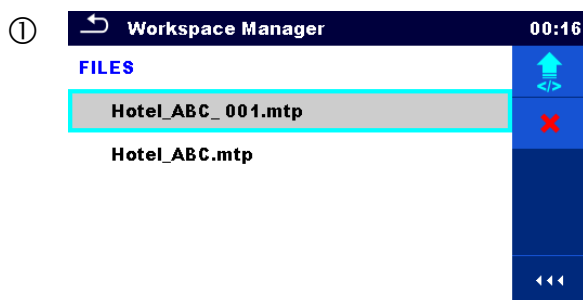 ①
Workspace Manager 00:16
FILES
</>
Hotel_ABC_ 001.mtp
Hotel_ABC.mtp